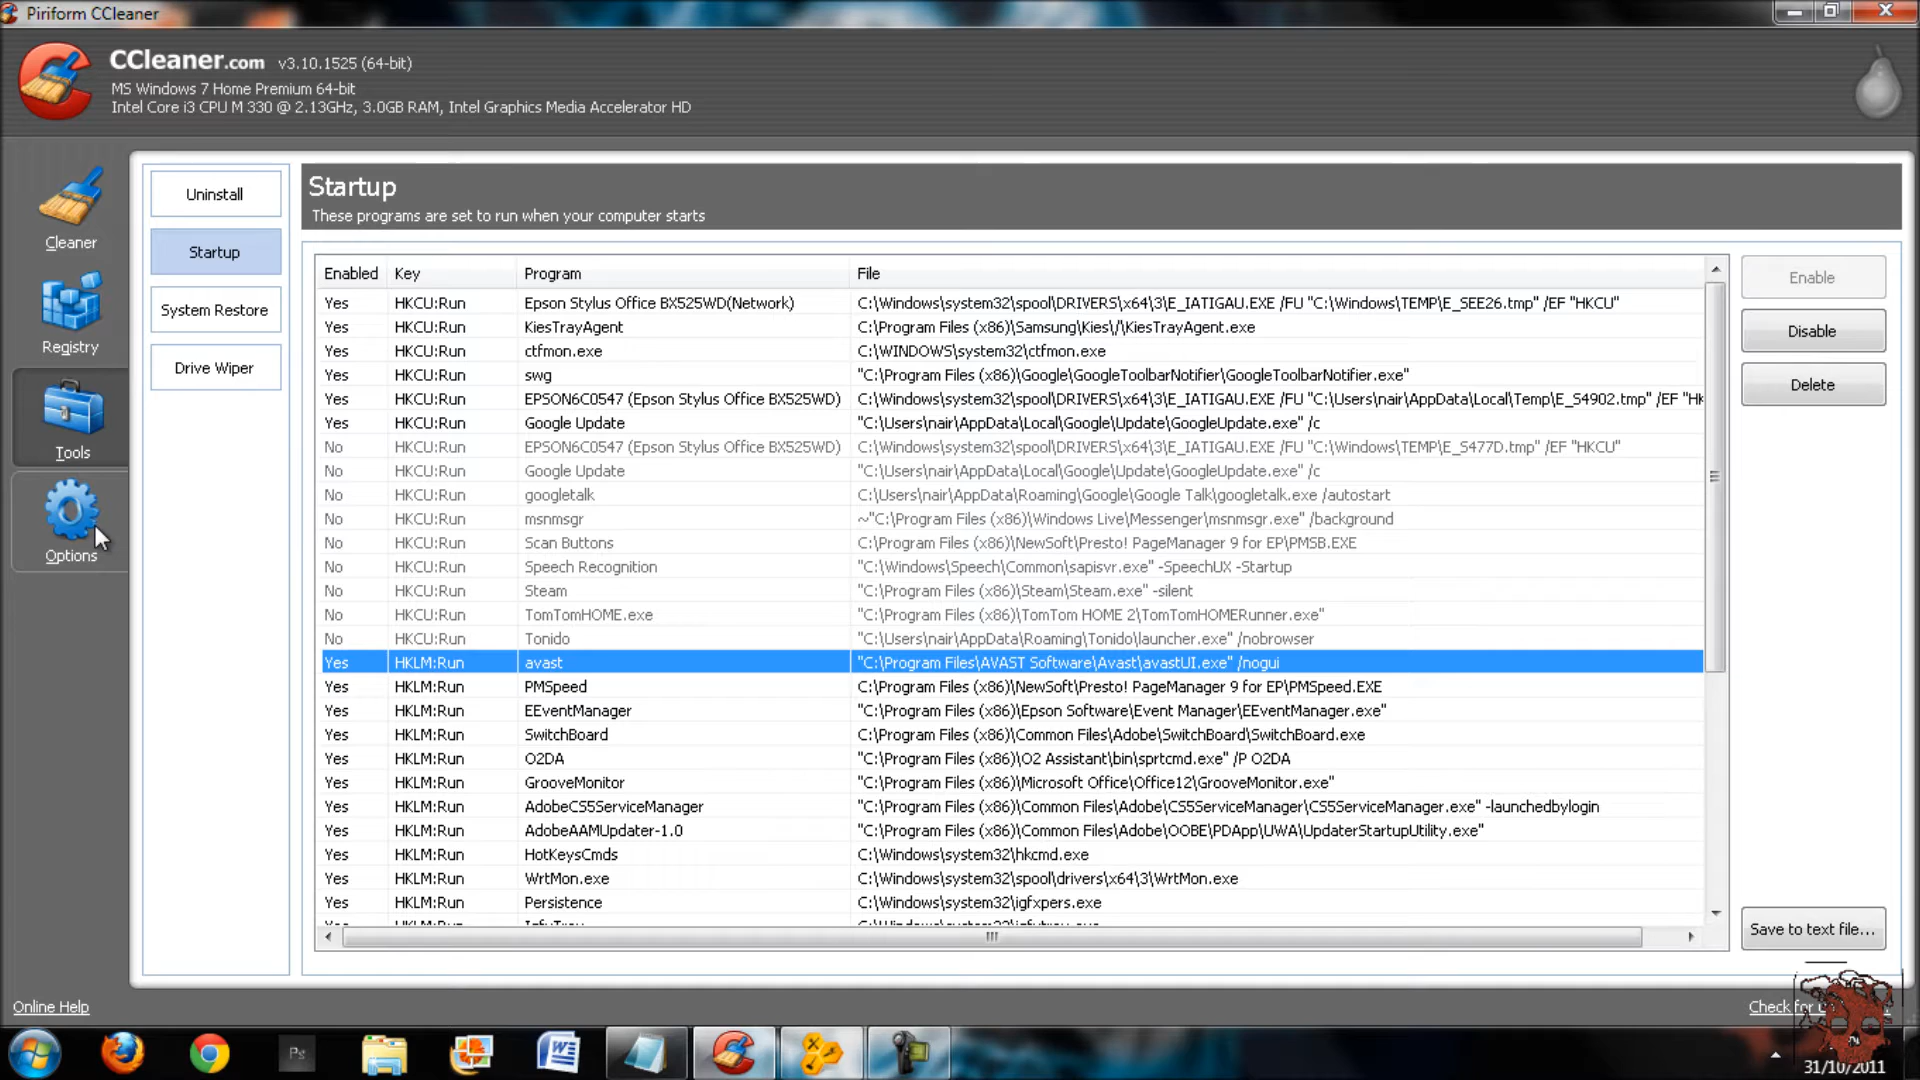 Piriform CCleaner
CCleaner.com v3.10.1525 (64-bit)
MS Windows 7 Home Premium 64-bit
Intel Core i3 CPU M 330 @ 2.13GHz, 3.0GB RAM, Intel Graphics Media Accelerator HD
Cleaner
Registry
Tools
Options
Uninstall
Startup
System Restore
Drive Wiper
Startup
These programs are set to run when your computer starts
Enabled Key Program File
Yes HKCU:Run Epson Stylus Office BX525WD(Network) C:\Windows\system32\spool\DRIVERS\x64\3\E_IATIGAU.EXE /FU "C:\Windows\TEMP\E_SEE26.tmp" /EF "HKCU"
Yes HKCU:Run KiesTrayAgent C:\Program Files (x86)\Samsung\Kies\/\KiesTrayAgent.exe
Yes HKCU:Run ctfmon.exe C:\WINDOWS\system32\ctfmon.exe
Yes HKCU:Run swg "C:\Program Files (x86)\Google\GoogleToolbarNotifier\GoogleToolbarNotifier.exe"
Yes HKCU:Run EPSON6C0547 (Epson Stylus Office BX525WD) C:\Windows\system32\spool\DRIVERS\x64\3\E_IATIGAU.EXE /FU "C:\Users\nair\AppData\Local\Temp\E_S4902.tmp" /EF "HK
Yes HKCU:Run Google Update "C:\Users\nair\AppData\Local\Google\Update\GoogleUpdate.exe" /c
No HKCU:Run EPSON6C0547 (Epson Stylus Office BX525WD) C:\Windows\system32\spool\DRIVERS\x64\3\E_IATIGAU.EXE /FU "C:\Windows\TEMP\E_S477D.tmp" /EF "HKCU"
No HKCU:Run Google Update "C:\Users\nair\AppData\Local\Google\Update\GoogleUpdate.exe" /c
No HKCU:Run googletalk C:\Users\nair\AppData\Roaming\Google\Google Talk\googletalk.exe /autostart
No HKCU:Run msnmsgr ~"C:\Program Files (x86)\Windows Live\Messenger\msnmsgr.exe" /background
No HKCU:Run Scan Buttons C:\Program Files (x86)\NewSoft\Presto! PageManager 9 for EP\PMSB.EXE
No HKCU:Run Speech Recognition "C:\Windows\Speech\Common\sapisvr.exe" -SpeechUX -Startup
No HKCU:Run Steam "C:\Program Files (x86)\Steam\Steam.exe" -silent
No HKCU:Run TomTomHOME.exe "C:\Program Files (x86)\TomTom HOME 2\TomTomHOMERunner.exe"
No HKCU:Run Tonido "C:\Users\nair\AppData\Roaming\Tonido\launcher.exe" /nobrowser
Yes HKLM:Run avast "C:\Program Files\AVAST Software\Avast\avastUI.exe" /nogui
Yes HKLM:Run PMSpeed C:\Program Files (x86)\NewSoft\Presto! PageManager 9 for EP\PMSpeed.EXE
Yes HKLM:Run EEventManager "C:\Program Files (x86)\Epson Software\Event Manager\EEventManager.exe"
Yes HKLM:Run SwitchBoard C:\Program Files (x86)\Common Files\Adobe\SwitchBoard\SwitchBoard.exe
Yes HKLM:Run O2DA "C:\Program Files (x86)\O2 Assistant\bin\sprtcmd.exe" /P O2DA
Yes HKLM:Run GrooveMonitor "C:\Program Files (x86)\Microsoft Office\Office12\GrooveMonitor.exe"
Yes HKLM:Run AdobeCS5ServiceManager "C:\Program Files (x86)\Common Files\Adobe\CS5ServiceManager\CS5ServiceManager.exe" -launchedbylogin
Yes HKLM:Run AdobeAAMUpdater-1.0 "C:\Program Files (x86)\Common Files\Adobe\OOBE\PDApp\UWA\UpdaterStartupUtility.exe"
Yes HKLM:Run HotKeysCmds C:\Windows\system32\hkcmd.exe
Yes HKLM:Run WrtMon.exe C:\Windows\system32\spool\drivers\x64\3\WrtMon.exe
Yes HKLM:Run Persistence C:\Windows\system32\igfxpers.exe
Enable
Disable
Delete
Save to text file...
Online Help
Check for
Ps
31/10/2011